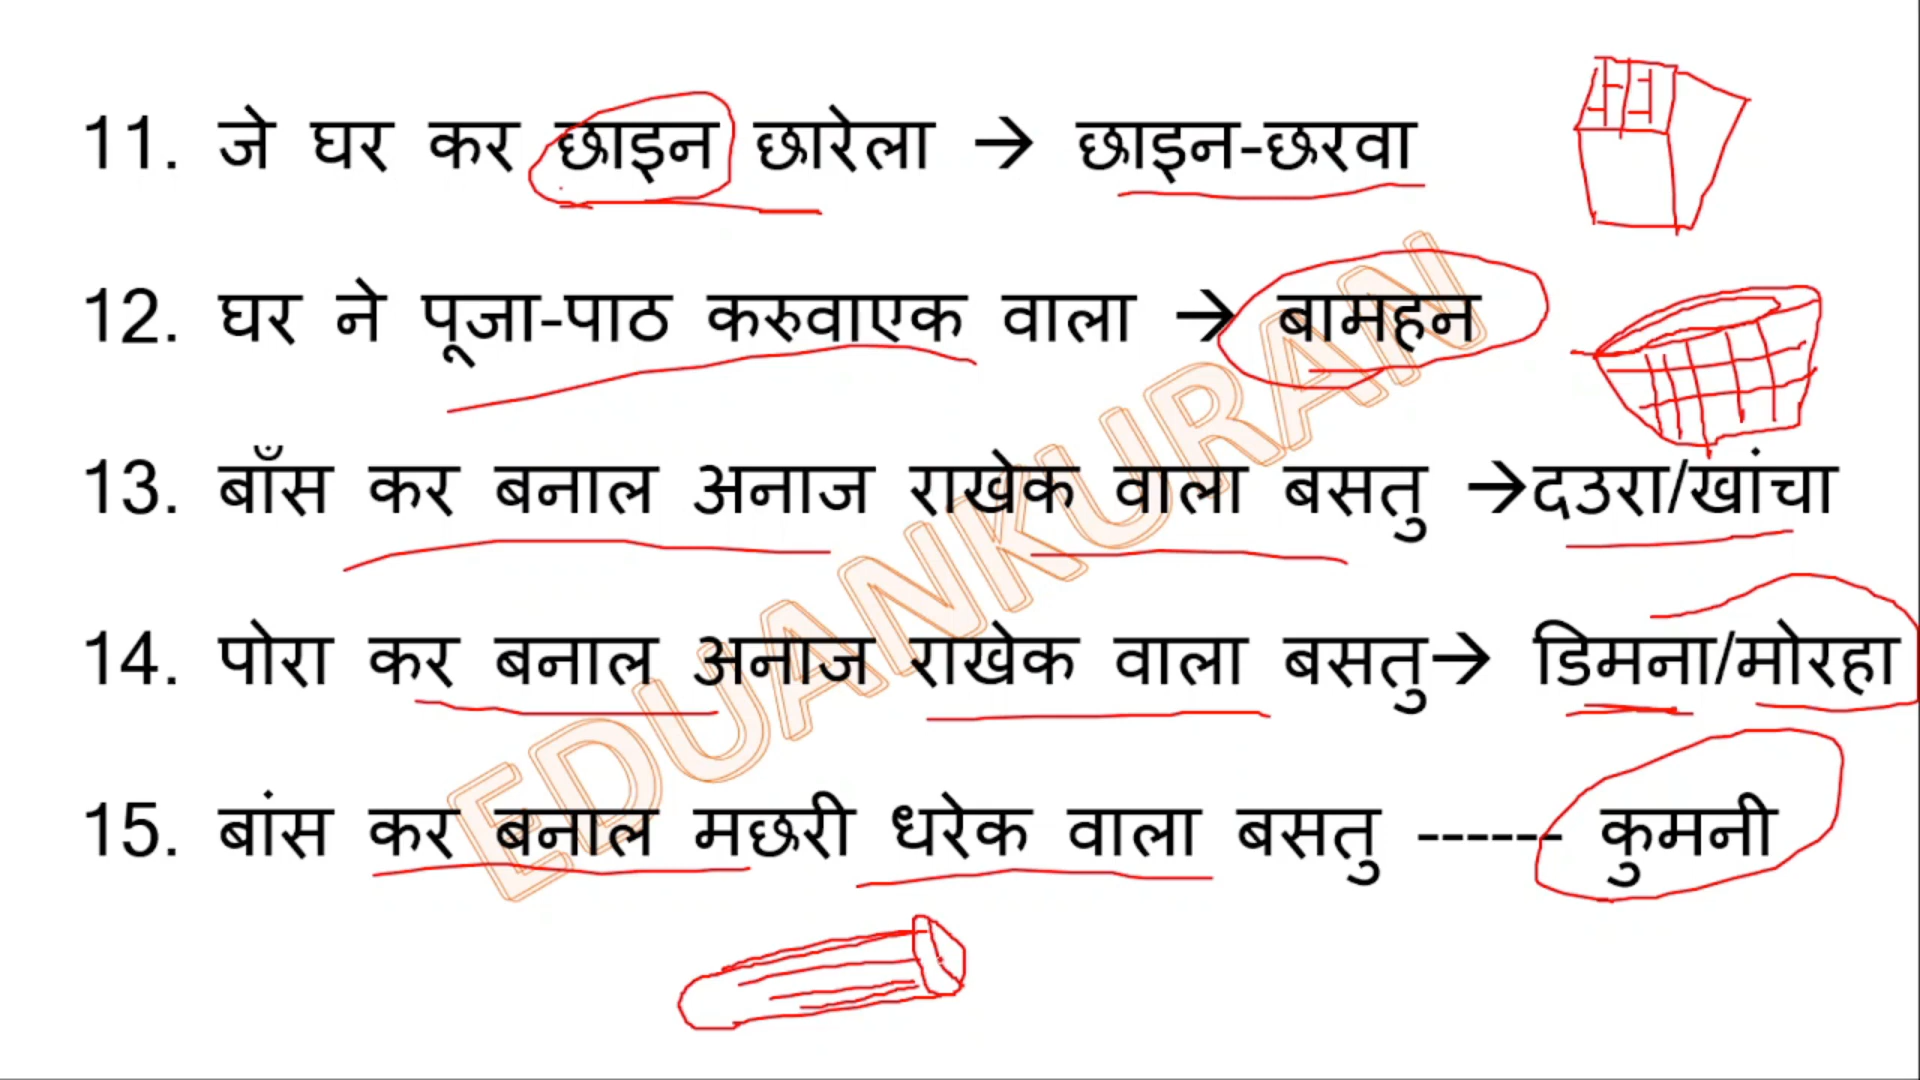 11. जे घर कर छाइन छारेला → छाइन-छरवा
12. घर ने पूजा-पाठ करुवाएक वाला → बामहन
13. बाँस कर बनाल अनाज राखेक वाला बसतु →दउरा/खांचा
14. पोरा कर बनाल अनाज राखेक वाला बसतु→ डिमना/मोरहा
15. बांस कर बनाल मछरी धरेक वाला बसतु ------ कुमनी
EDUANKURAN